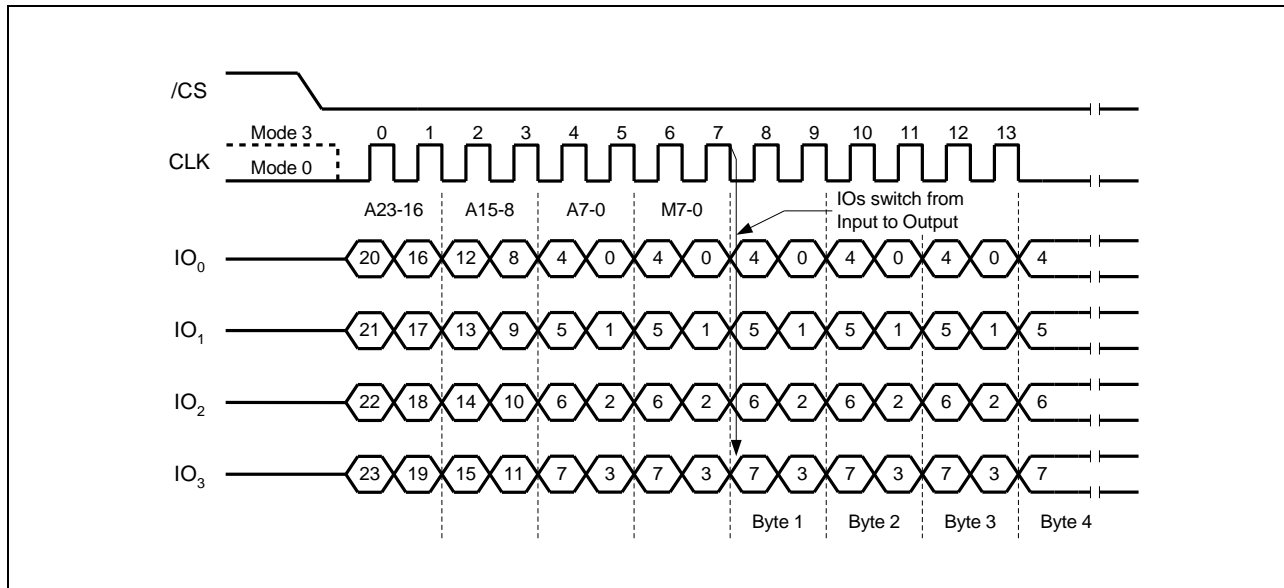 /CS
Mode 3 0 1 2 3 4 5 6 7 8 9 10 11 12 13
CLK
Mode 0
IOs switch from
Input to Output
A23-16 A15-8 A7-0 M7-0
IO0 20 16 12 8 4 0 4 0 4 0 4 0 4 0 4
IO1 21 17 13 9 5 1 5 1 5 1 5 1 5 1 5
IO2 22 18 14 10 6 2 6 2 6 2 6 2 6 2 6
IO3 23 19 15 11 7 3 7 3 7 3 7 3 7 3 7
Byte 1 Byte 2 Byte 3 Byte 4